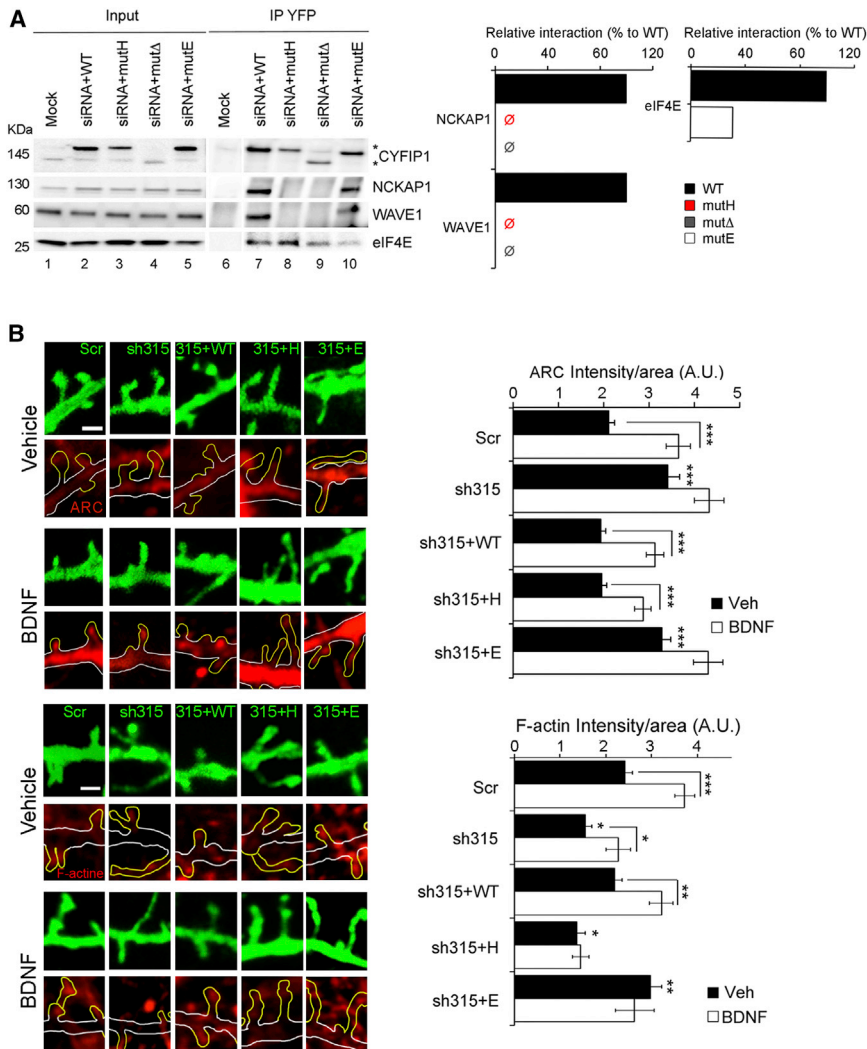 A
Input
IP YFP
Mock
siRNA+WT
siRNA+mutH
siRNA+mutΔ
siRNA+mutE
Mock
siRNA+WT
siRNA+mutH
siRNA+mutΔ
siRNA+mutE
KDa
145
130
60
25
*
*
CYFIP1
NCKAP1
WAVE1
eIF4E
1 2 3 4 5 6 7 8 9 10
Relative interaction (% to WT)
0 60 120
NCKAP1
Ø
Ø
WAVE1
Ø
Ø
Relative interaction (% to WT)
0 60 120
eIF4E
WT
mutH
mutΔ
mutE
B
Scr sh315 315+WT 315+H 315+E
Vehicle
ARC
BDNF
Scr sh315 315+WT 315+H 315+E
Vehicle
F-actine
BDNF
ARC Intensity/area (A.U.)
0 1 2 3 4 5
Scr
***
sh315
***
sh315+WT
***
sh315+H
***
sh315+E
***
Veh
BDNF
F-actin Intensity/area (A.U.)
0 1 2 3 4
Scr
***
sh315
*
*
sh315+WT
**
sh315+H
*
sh315+E
**
Veh
BDNF